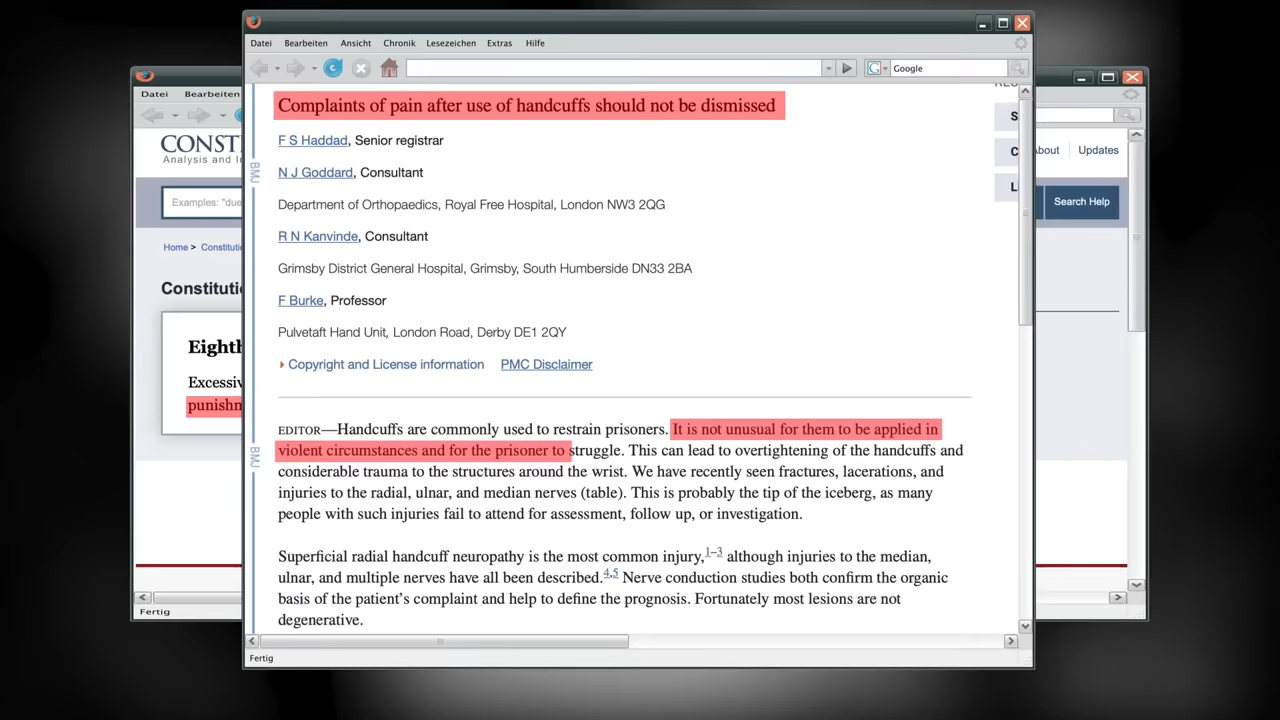 Datei Bearbeiten Ansicht Chronik Lesezeichen Extras Hilfe
Google
Complaints of pain after use of handcuffs should not be dismissed
F S Haddad, Senior registrar
N J Goddard, Consultant
Department of Orthopaedics, Royal Free Hospital, London NW3 2QG
R N Kanvinde, Consultant
Grimsby District General Hospital, Grimsby, South Humberside DN33 2BA
F Burke, Professor
Pulvetaft Hand Unit, London Road, Derby DE1 2QY
Copyright and License information PMC Disclaimer
EDITOR—Handcuffs are commonly used to restrain prisoners. It is not unusual for them to be applied in
violent circumstances and for the prisoner to struggle. This can lead to overtightening of the handcuffs and
considerable trauma to the structures around the wrist. We have recently seen fractures, lacerations, and
injuries to the radial, ulnar, and median nerves (table). This is probably the tip of the iceberg, as many
people with such injuries fail to attend for assessment, follow up, or investigation.
Superficial radial handcuff neuropathy is the most common injury,1–3 although injuries to the median,
ulnar, and multiple nerves have all been described.4,5 Nerve conduction studies both confirm the organic
basis of the patient's complaint and help to define the prognosis. Fortunately most lesions are not
degenerative.
Fertig
BMJ
BMJ
S
C
L
Datei Bearbeiten
CONST
Analysis and In
About Updates
Examples: "due
Search Help
Home > Constitutio
Constitutio
Eighth
Excessiv
punishm
Fertig